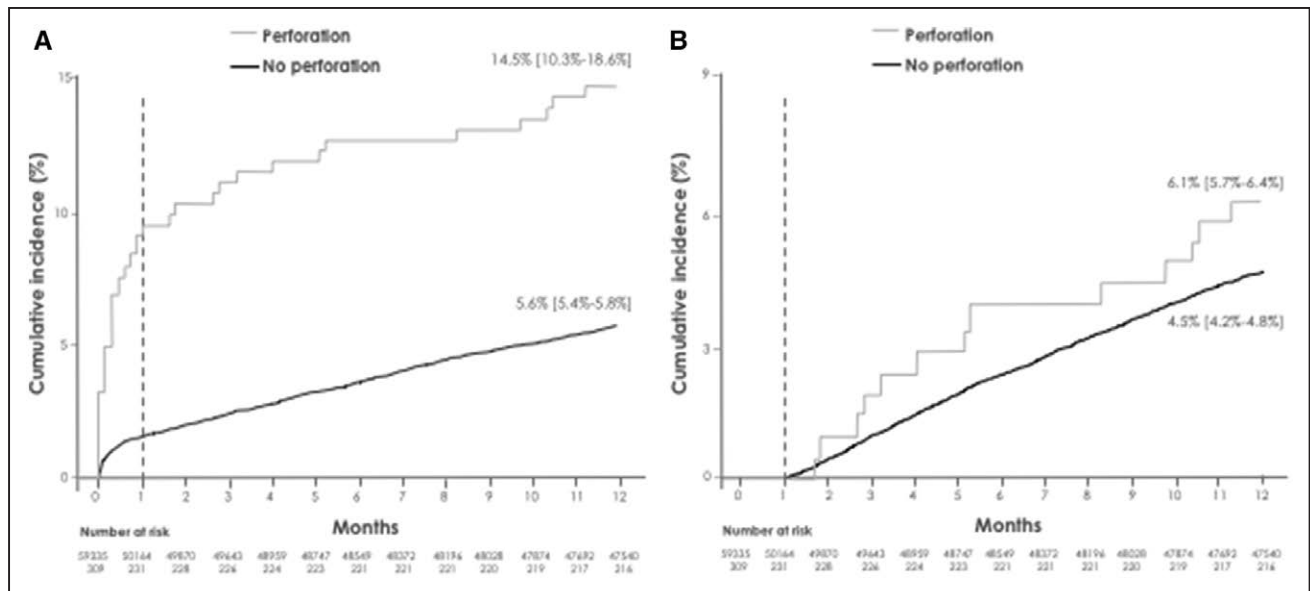 A
Perforation
No perforation
14.5% [10.3%-18.6%]
15
10
5
0
Cumulative incidence (%)
5.6% [5.4%-5.8%]
0 1 2 3 4 5 6 7 8 9 10 11 12
Number at risk
Months
59335 50164 49870 49643 48959 48747 48549 48372 48196 48028 47874 47692 47540
309 231 228 226 224 223 221 221 221 220 219 217 216
B
Perforation
No perforation
9
6
3
0
Cumulative incidence (%)
6.1% [5.7%-6.4%]
4.5% [4.2%-4.8%]
0 1 2 3 4 5 6 7 8 9 10 11 12
Number at risk
Months
59335 50164 49870 49643 48959 48747 48549 48372 48196 48028 47874 47692 47540
309 231 228 226 224 223 221 221 221 220 219 217 216